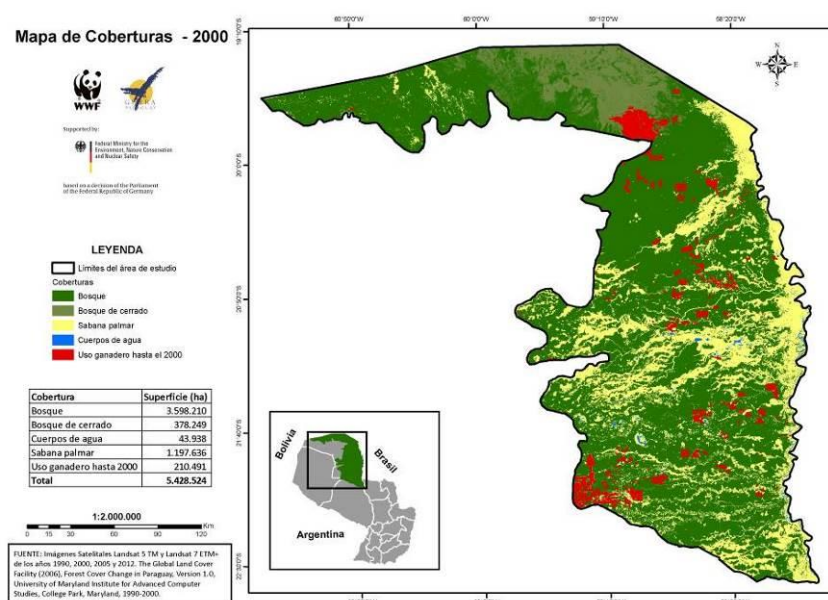 Mapa de Coberturas - 2000
WWF
Supported by:
Federal Ministry for the
Environment, Nature Conservation
and Nuclear Safety
based on a decision of the Parliament
of the Federal Republic of Germany
LEYENDA
Límites del área de estudio
Coberturas
Bosque
Bosque de cerrado
Sabana palmar
Cuerpos de agua
Uso ganadero hasta el 2000
Cobertura Superficie (ha)
Bosque 3.598.210
Bosque de cerrado 378.249
Cuerpos de agua 43.938
Sabana palmar 1.197.636
Uso ganadero hasta 2000 210.491
Total 5.428.524
1:2.000.000
Km
0 15 30 60 90 120
FUENTE: Imágenes Satelitales Landsat 5 TM y Landsat 7 ETM+
de los años 1990, 2000, 2005 y 2012. The Global Land Cover
Facility (2006), Forest Cover Change in Paraguay, Version 1.0,
University of Maryland Institute for Advanced Computer
Studies, College Park, Maryland, 1990-2000.
Bolivia
Brasil
Argentina
N
W E
S
20°0'0"S
20°50'0"S
21°40'0"S
22°30'0"S